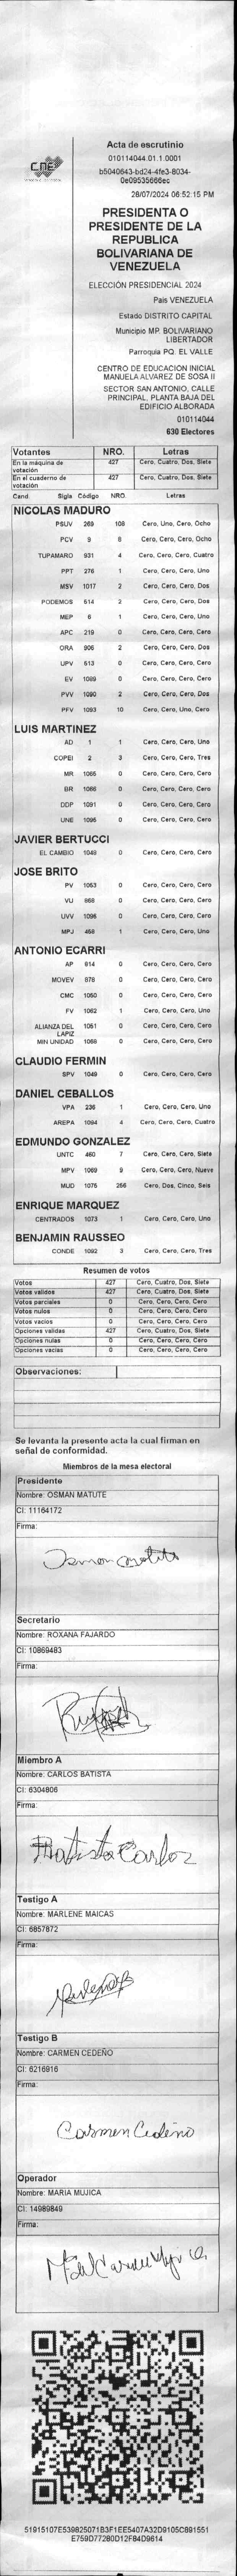 CNE
Acta de escrutinio
010114044.01.1.0001
b5040643-bd24-4fe3-8034-
0e09535666ec
28/07/2024 06:52:15 PM
PRESIDENTA O
PRESIDENTE DE LA
REPUBLICA
BOLIVARIANA DE
VENEZUELA
ELECCIÓN PRESIDENCIAL 2024
Pais VENEZUELA
Estado DISTRITO CAPITAL
Municipio MP. BOLIVARIANO
LIBERTADOR
Parroquia PQ. EL VALLE
CENTRO DE EDUCACIÓN INICIAL
MANUELA ALVAREZ DE SOSA II
SECTOR SAN ANTONIO, CALLE
PRINCIPAL, PLANTA BAJA DEL
EDIFICIO ALBORADA
010114044
630 Electores
Votantes NRO. Letras
En la máquina de votación 427 Cero, Cuatro, Dos, Siete
En el cuaderno de votación 427 Cero, Cuatro, Dos, Siete
Cand. Sigla Código NRO. Letras
NICOLAS MADURO
PSUV 269 108 Cero, Uno, Cero, Ocho
PCV 9 8 Cero, Cero, Cero, Ocho
TUPAMARO 931 4 Cero, Cero, Cero, Cuatro
PPT 276 1 Cero, Cero, Cero, Uno
MSV 1017 2 Cero, Cero, Cero, Dos
PODEMOS 514 2 Cero, Cero, Cero, Dos
MEP 6 1 Cero, Cero, Cero, Uno
APC 219 0 Cero, Cero, Cero, Cero
ORA 906 2 Cero, Cero, Cero, Dos
UPV 613 0 Cero, Cero, Cero, Cero
EV 1099 0 Cero, Cero, Cero, Cero
PVV 1090 2 Cero, Cero, Cero, Dos
PFV 1093 10 Cero, Cero, Uno, Cero
LUIS MARTINEZ
AD 1 1 Cero, Cero, Cero, Uno
COPEI 2 3 Cero, Cero, Cero, Tres
MR 1065 0 Cero, Cero, Cero, Cero
BR 1066 0 Cero, Cero, Cero, Cero
DDP 1091 0 Cero, Cero, Cero, Cero
UNE 1095 0 Cero, Cero, Cero, Cero
JAVIER BERTUCCI
EL CAMBIO 1049 0 Cero, Cero, Cero, Cero
JOSE BRITO
PV 1053 0 Cero, Cero, Cero, Cero
VU 868 0 Cero, Cero, Cero, Cero
UVV 1096 0 Cero, Cero, Cero, Cero
MPJ 458 1 Cero, Cero, Cero, Uno
ANTONIO ECARRI
AP 914 0 Cero, Cero, Cero, Cero
MOVEV 978 0 Cero, Cero, Cero, Cero
CMC 1050 0 Cero, Cero, Cero, Cero
FV 1062 1 Cero, Cero, Cero, Uno
ALIANZA DEL LAPIZ 1051 0 Cero, Cero, Cero, Cero
MIN UNIDAD 1068 0 Cero, Cero, Cero, Cero
CLAUDIO FERMIN
SPV 1049 0 Cero, Cero, Cero, Cero
DANIEL CEBALLOS
VPA 236 1 Cero, Cero, Cero, Uno
AREPA 1094 4 Cero, Cero, Cero, Cuatro
EDMUNDO GONZALEZ
UNTC 460 7 Cero, Cero, Cero, Siete
MPV 1069 9 Cero, Cero, Cero, Nueve
MUD 1075 256 Cero, Dos, Cinco, Seis
ENRIQUE MARQUEZ
CENTRADOS 1073 1 Cero, Cero, Cero, Uno
BENJAMIN RAUSSEO
CONDE 1092 3 Cero, Cero, Cero, Tres
Resumen de votos
Votos 427 Cero, Cuatro, Dos, Siete
Votos validos 427 Cero, Cuatro, Dos, Siete
Votos parciales 0 Cero, Cero, Cero, Cero
Votos nulos 0 Cero, Cero, Cero, Cero
Votos vacios 0 Cero, Cero, Cero, Cero
Opciones validas 427 Cero, Cuatro, Dos, Siete
Opciones nulas 0 Cero, Cero, Cero, Cero
Opciones vacias 0 Cero, Cero, Cero, Cero
Observaciones:
Se levanta la presente acta la cual firman en
señal de conformidad.
Miembros de la mesa electoral
Presidente
Nombre: OSMAN MATUTE
CI: 11164172
Firma:
Osman Matute
Secretario
Nombre: ROXANA FAJARDO
CI: 10869483
Firma:
Miembro A
Nombre: CARLOS BATISTA
CI: 6304806
Firma:
Batista Carlos
Testigo A
Nombre: MARLENE MAICAS
CI: 6857872
Firma:
Testigo B
Nombre: CARMEN CEDEÑO
CI: 6216916
Firma:
Carmen Cedeño
Operador
Nombre: MARIA MUJICA
CI: 14989849
Firma:
51915107E539825071B3F1EE5407A32D9105C891551
E759D77280D12F84D9614